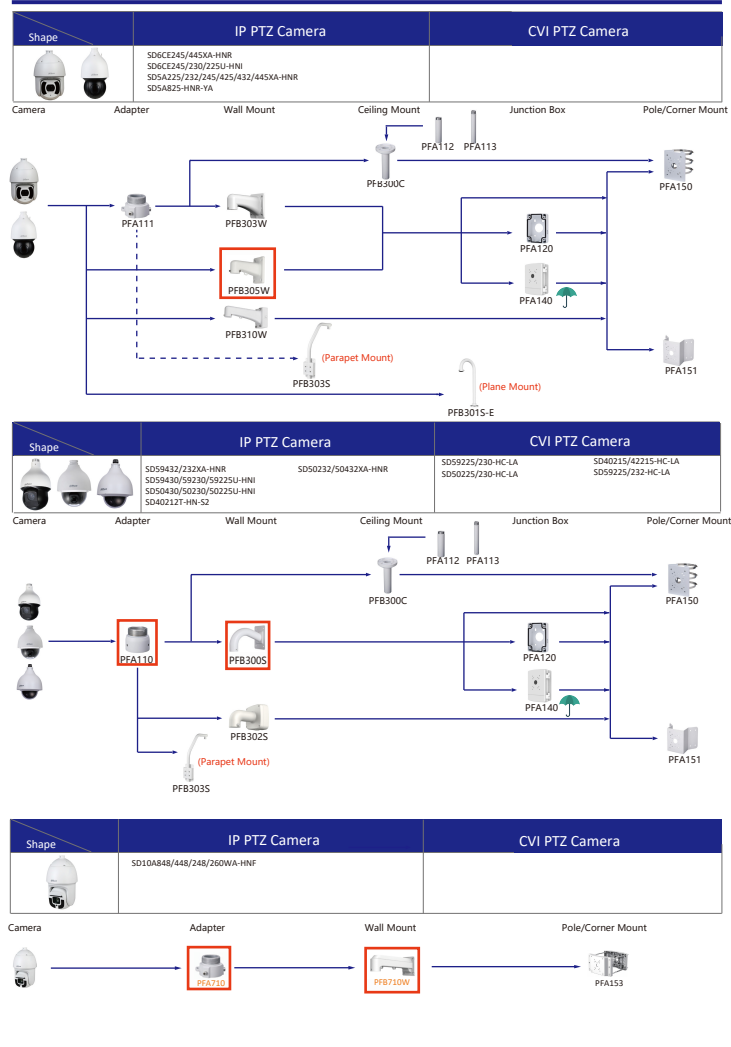 Shape
IP PTZ Camera
CVI PTZ Camera
SD6CE245/445XA-HNR
SD6CE245/230/225U-HNI
SD5A225/232/245/425/432/445XA-HNR
SD5A825-HNR-YA
Camera
Adapter
Wall Mount
Ceiling Mount
Junction Box
Pole/Corner Mount
PFA112
PFA113
PFB300C
PFA150
PFA111
PFB303W
PFA120
PFB305W
PFA140
PFB310W
(Parapet Mount)
PFA151
PFB303S
(Plane Mount)
PFB301S-E
Shape
IP PTZ Camera
CVI PTZ Camera
SD59432/232XA-HNR
SD59430/59230/59225U-HNI
SD50430/50230/50225U-HNI
SD40212T-HN-S2
SD50232/50432XA-HNR
SD59225/230-HC-LA
SD50225/230-HC-LA
SD40215/42215-HC-LA
SD59225/232-HC-LA
Camera
Adapter
Wall Mount
Ceiling Mount
Junction Box
Pole/Corner Mount
PFA112
PFA113
PFB300C
PFA150
PFA110
PFB300S
PFA120
PFA140
PFB302S
(Parapet Mount)
PFA151
PFB303S
Shape
IP PTZ Camera
CVI PTZ Camera
SD10A848/448/248/260WA-HNF
Camera
Adapter
Wall Mount
Pole/Corner Mount
PFA710
PFB710W
PFA153